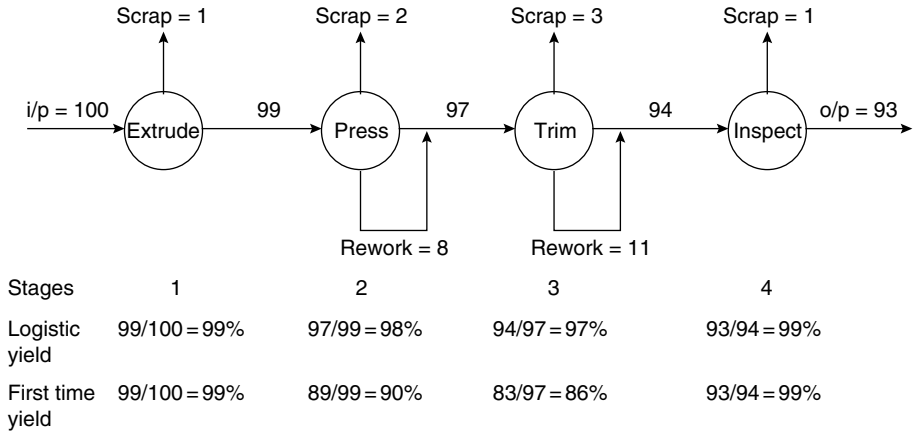 Scrap = 1 Scrap = 2 Scrap = 3 Scrap = 1
i/p = 100 99 97 94 o/p = 93
Extrude Press Trim Inspect
Rework = 8 Rework = 11
Stages 1 2 3 4
Logistic yield 99/100 = 99% 97/99 = 98% 94/97 = 97% 93/94 = 99%
First time yield 99/100 = 99% 89/99 = 90% 83/97 = 86% 93/94 = 99%